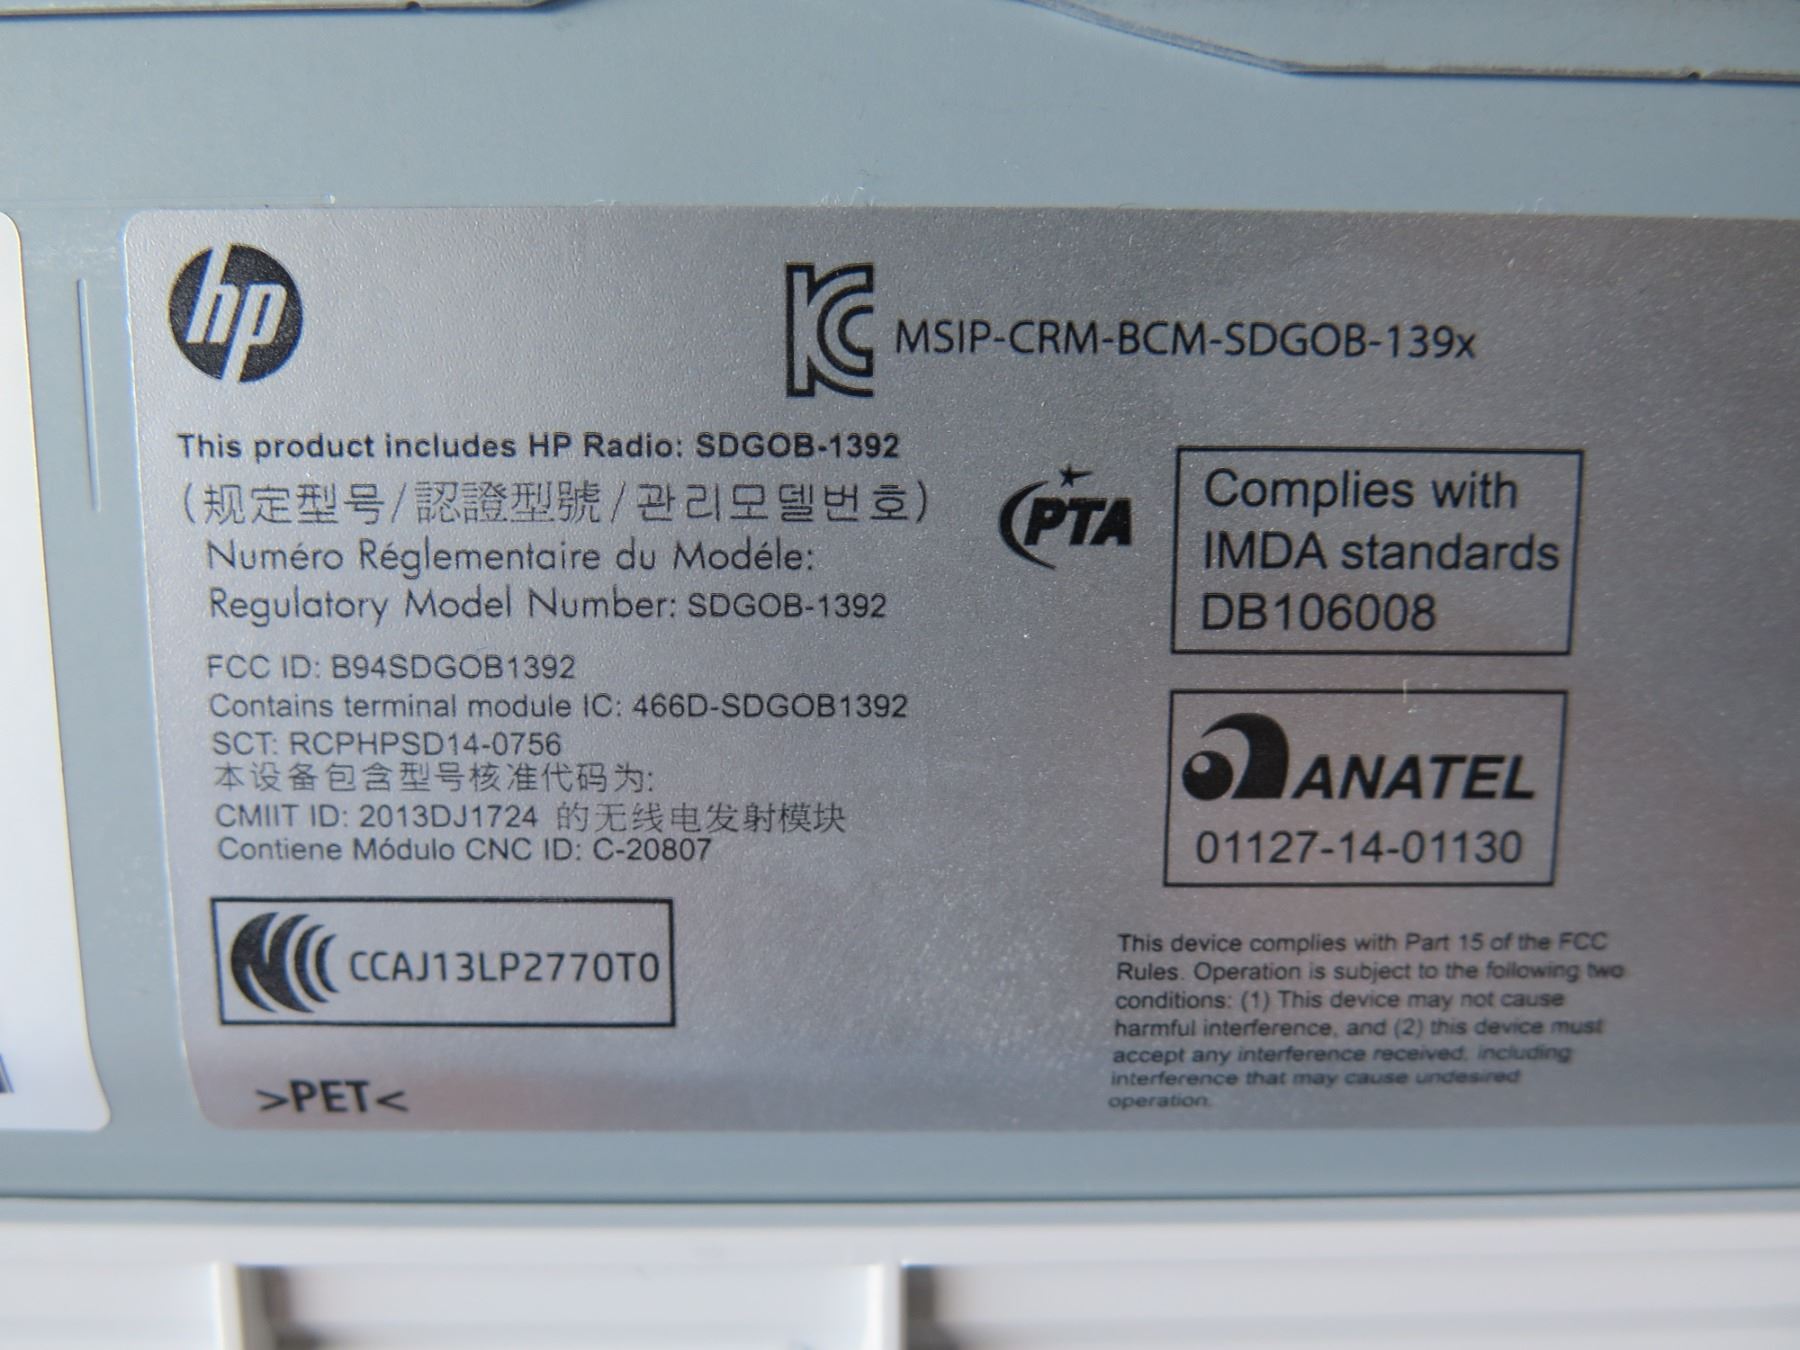 hp
MSIP-CRM-BCM-SDGOB-139x
This product includes HP Radio: SDGOB-1392
(规定型号/認證型號/관리모델번호)
Numéro Réglementaire du Modéle:
Regulatory Model Number: SDGOB-1392
FCC ID: B94SDGOB1392
Contains terminal module IC: 466D-SDGOB1392
SCT: RCPHPSD14-0756
本设备包含型号核准代码为:
CMIIT ID: 2013DJ1724 的无线电发射模块
Contiene Módulo CNC ID: C-20807
CCAJ13LP2770T0
>PET<
PTA
Complies with
IMDA standards
DB106008
ANATEL
01127-14-01130
This device complies with Part 15 of the FCC
Rules. Operation is subject to the following two
conditions: (1) This device may not cause
harmful interference, and (2) this device must
accept any interference received, including
interference that may cause undesired
operation.